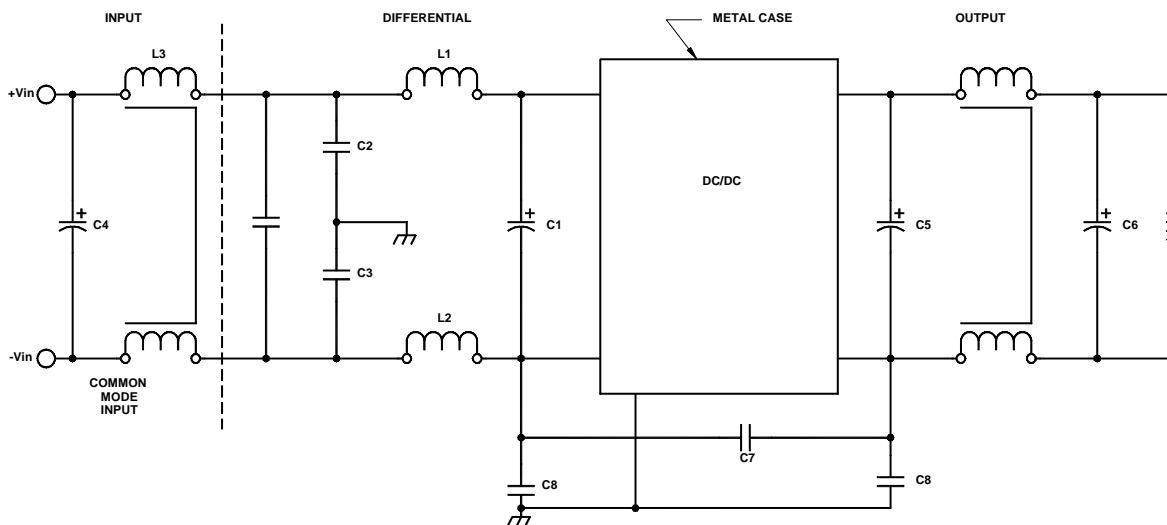 INPUT
DIFFERENTIAL
METAL CASE
OUTPUT
L3
L1
+Vin
C2
DC/DC
+
C4
+
C1
+
C5
+
C6
C3
L2
-Vin
COMMON
MODE
INPUT
C7
C8
C8